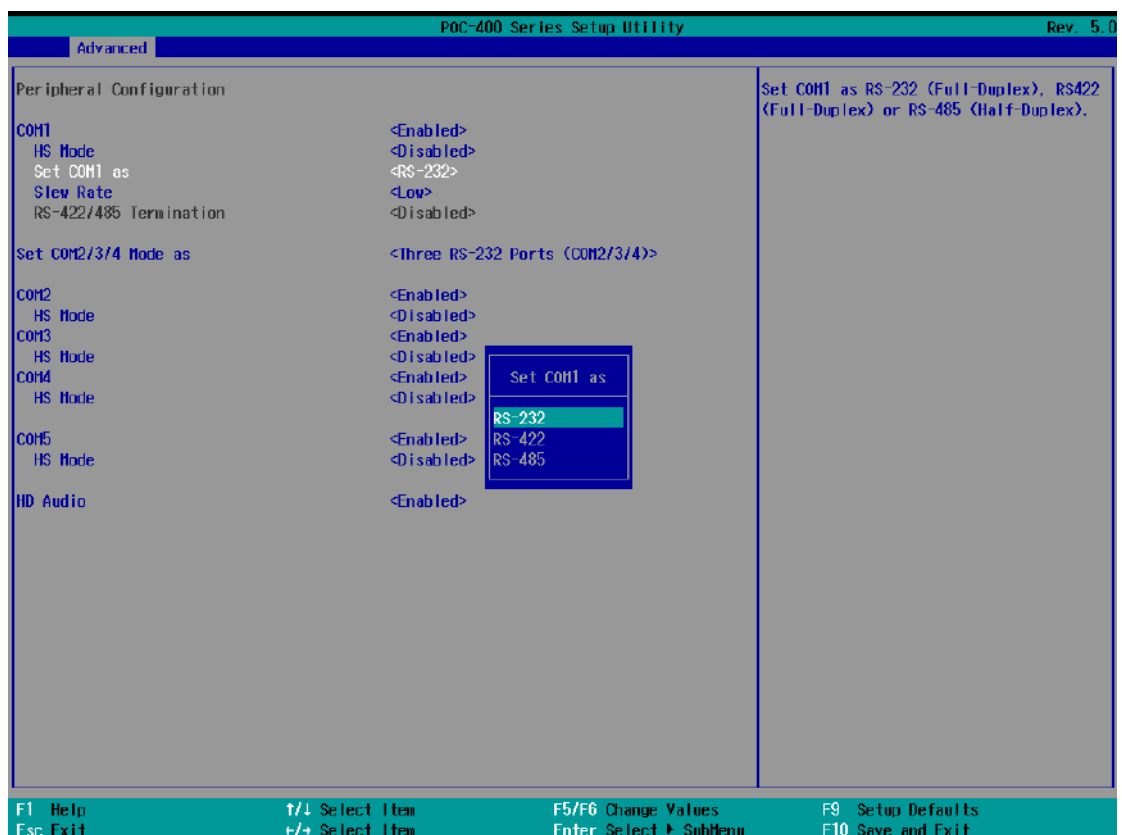 POC-400 Series Setup Utility Rev. 5.0
Advanced
Peripheral Configuration
COM1 <Enabled>
HS Mode <Disabled>
Set COM1 as <RS-232>
Slew Rate <Low>
RS-422/485 Termination <Disabled>
Set COM2/3/4 Mode as <Three RS-232 Ports (COM2/3/4)>
COM2 <Enabled>
HS Mode <Disabled>
COM3 <Enabled>
HS Mode <Disabled>
COM4 <Enabled>
HS Mode <Disabled>
COM5 <Enabled>
HS Mode <Disabled>
HD Audio <Enabled>
Set COM1 as
RS-232
RS-422
RS-485
Set COM1 as RS-232 (Full-Duplex), RS422
(Full-Duplex) or RS-485 (Half-Duplex).
F1 Help ↑/↓ Select Item F5/F6 Change Values F9 Setup Defaults
Esc Exit ←/→ Select Item Enter Select ▶ SubMenu F10 Save and Exit